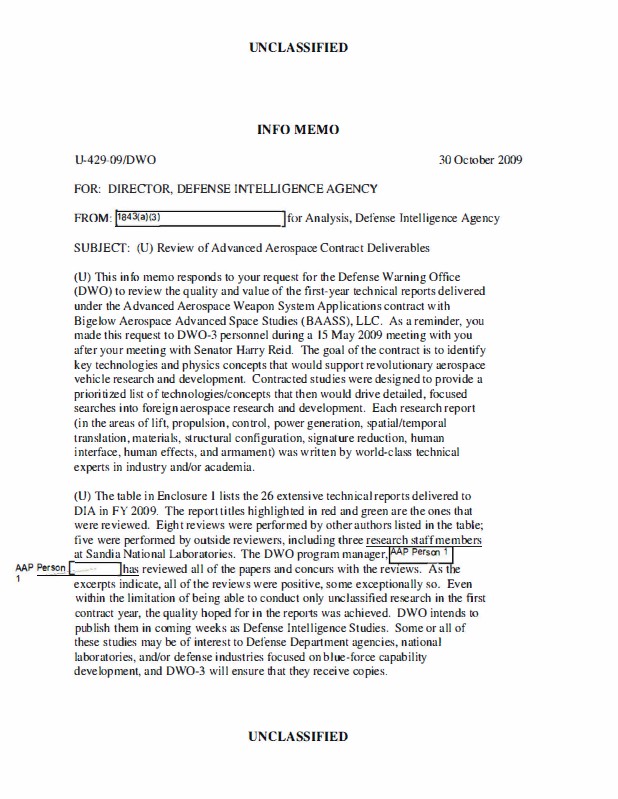 UNCLASSIFIED
INFO MEMO
U-429-09/DWO 30 October 2009
FOR: DIRECTOR, DEFENSE INTELLIGENCE AGENCY
FROM: 1843(a)(3) for Analysis, Defense Intelligence Agency
SUBJECT: (U) Review of Advanced Aerospace Contract Deliverables
(U) This info memo responds to your request for the Defense Warning Office
(DWO) to review the quality and value of the first-year technical reports delivered
under the Advanced Aerospace Weapon System Applications contract with
Bigelow Aerospace Advanced Space Studies (BAASS), LLC. As a reminder, you
made this request to DWO-3 personnel during a 15 May 2009 meeting with you
after your meeting with Senator Harry Reid. The goal of the contract is to identify
key technologies and physics concepts that would support revolutionary aerospace
vehicle research and development. Contracted studies were designed to provide a
prioritized list of technologies/concepts that then would drive detailed, focused
searches into foreign aerospace research and development. Each research report
(in the areas of lift, propulsion, control, power generation, spatial/temporal
translation, materials, structural configuration, signature reduction, human
interface, human effects, and armament) was written by world-class technical
experts in industry and/or academia.
(U) The table in Enclosure 1 lists the 26 extensive technical reports delivered to
DIA in FY 2009. The report titles highlighted in red and green are the ones that
were reviewed. Eight reviews were performed by other authors listed in the table;
five were performed by outside reviewers, including three research staff members
at Sandia National Laboratories. The DWO program manager, AAP Person 1
AAP Person 1 has reviewed all of the papers and concurs with the reviews. As the
excerpts indicate, all of the reviews were positive, some exceptionally so. Even
within the limitation of being able to conduct only unclassified research in the first
contract year, the quality hoped for in the reports was achieved. DWO intends to
publish them in coming weeks as Defense Intelligence Studies. Some or all of
these studies may be of interest to Defense Department agencies, national
laboratories, and/or defense industries focused on blue-force capability
development, and DWO-3 will ensure that they receive copies.
UNCLASSIFIED